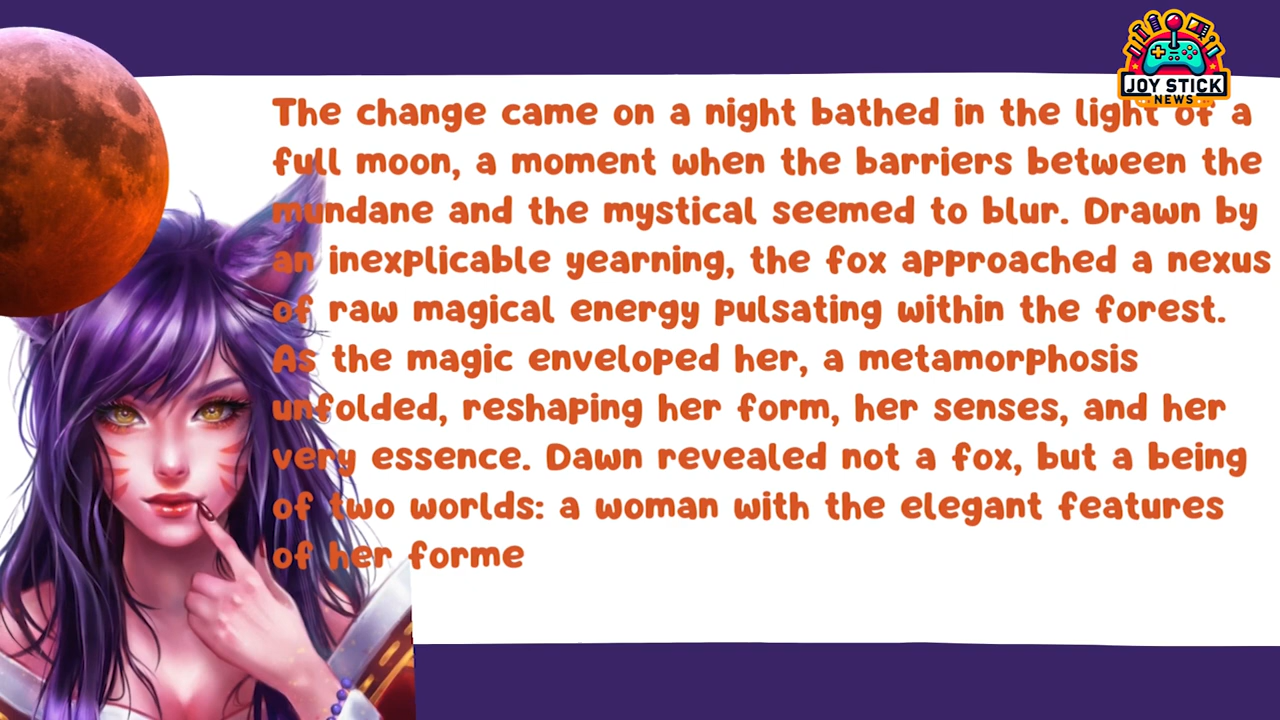 JOY STICK
NEWS
The change came on a night bathed in the light of a
full moon, a moment when the barriers between the
mundane and the mystical seemed to blur. Drawn by
an inexplicable yearning, the fox approached a nexus
of raw magical energy pulsating within the forest.
As the magic enveloped her, a metamorphosis
unfolded, reshaping her form, her senses, and her
very essence. Dawn revealed not a fox, but a being
of two worlds: a woman with the elegant features
of her forme